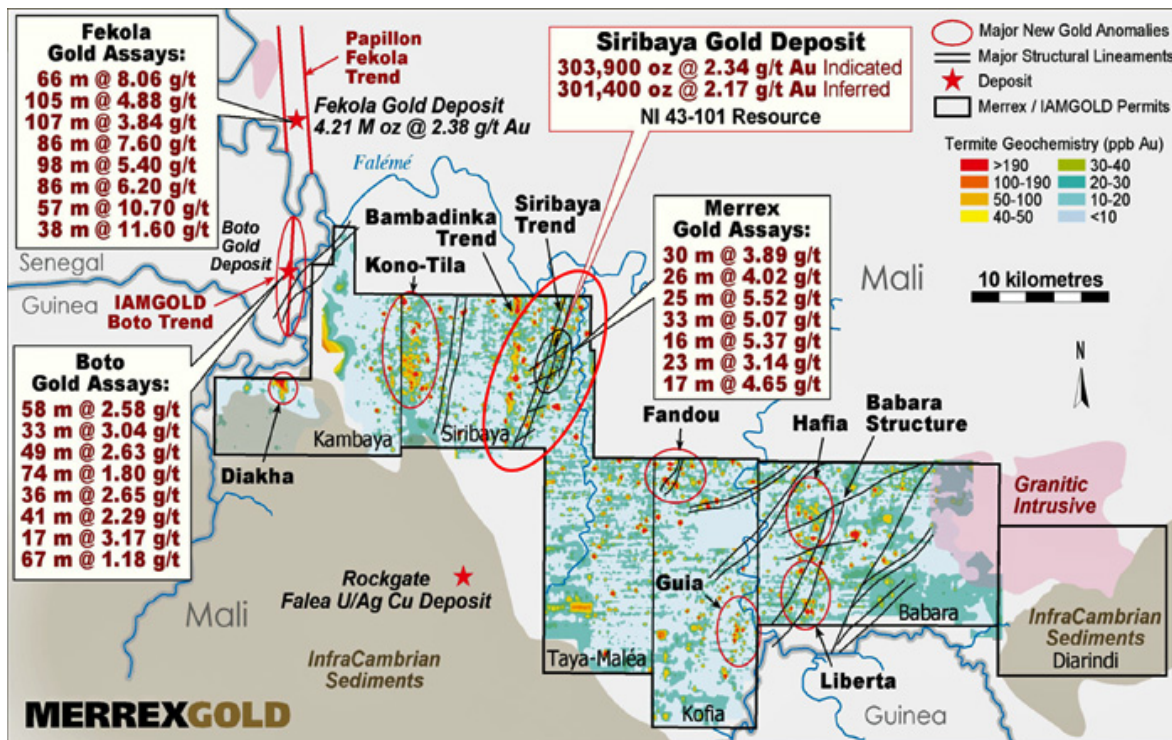 Fekola
Gold Assays:
66 m @ 8.06 g/t
105 m @ 4.88 g/t
107 m @ 3.84 g/t
86 m @ 7.60 g/t
98 m @ 5.40 g/t
86 m @ 6.20 g/t
57 m @ 10.70 g/t
38 m @ 11.60 g/t
Papillon
Fekola
Trend
Fekola Gold Deposit
4.21 M oz @ 2.38 g/t Au
Siribaya Gold Deposit
303,900 oz @ 2.34 g/t Au Indicated
301,400 oz @ 2.17 g/t Au Inferred
NI 43-101 Resource
Major New Gold Anomalies
Major Structural Lineaments
Deposit
Merrex / IAMGOLD Permits
Termite Geochemistry (ppb Au)
>190
100-190
50-100
40-50
30-40
20-30
10-20
<10
Falémé
Bambadinka
Trend
Siribaya
Trend
Kono-Tila
Merrex
Gold Assays:
30 m @ 3.89 g/t
26 m @ 4.02 g/t
25 m @ 5.52 g/t
33 m @ 5.07 g/t
16 m @ 5.37 g/t
23 m @ 3.14 g/t
17 m @ 4.65 g/t
Mali
10 kilometres
N
Boto
Gold
Deposit
Senegal
Guinea
IAMGOLD
Boto Trend
Boto
Gold Assays:
58 m @ 2.58 g/t
33 m @ 3.04 g/t
49 m @ 2.63 g/t
74 m @ 1.80 g/t
36 m @ 2.65 g/t
41 m @ 2.29 g/t
17 m @ 3.17 g/t
67 m @ 1.18 g/t
Diakha
Kambaya
Siribaya
Fandou
Hafia
Babara
Structure
Granitic
Intrusive
Rockgate
Falea U/Ag Cu Deposit
Mali
InfraCambrian
Sediments
Guia
Babara
InfraCambrian
Sediments
Diarindi
Taya-Maléa
Liberta
Kofia
Guinea
MERREXGOLD